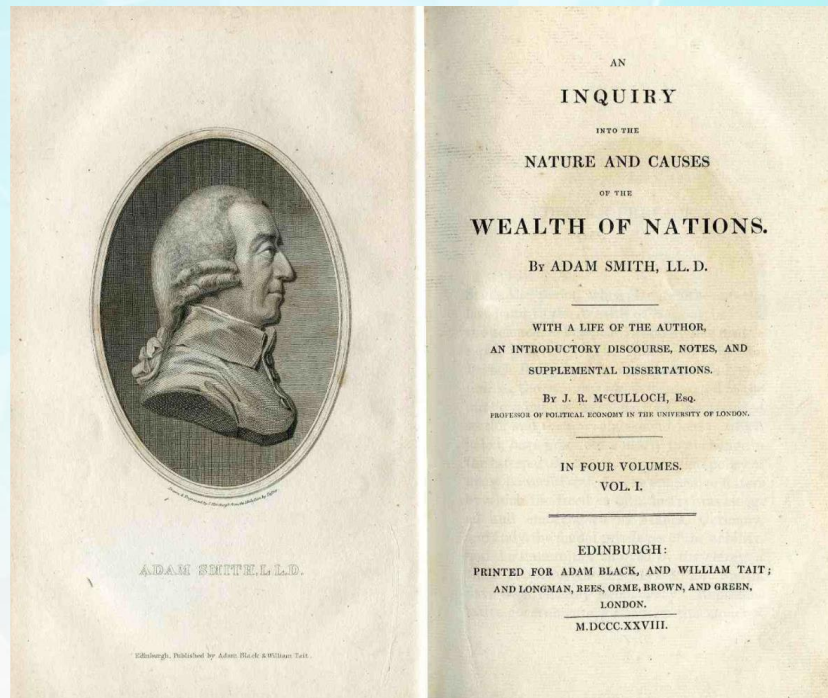 ADAM SMITH, L.L.D.
Edinburgh, Published by Adam Black & William Tait.
AN
INQUIRY
INTO THE
NATURE AND CAUSES
OF THE
WEALTH OF NATIONS.
By ADAM SMITH, LL. D.
WITH A LIFE OF THE AUTHOR,
AN INTRODUCTORY DISCOURSE, NOTES, AND
SUPPLEMENTAL DISSERTATIONS.
By J. R. McCULLOCH, Esq.
PROFESSOR OF POLITICAL ECONOMY IN THE UNIVERSITY OF LONDON.
IN FOUR VOLUMES.
VOL. I.
EDINBURGH:
PRINTED FOR ADAM BLACK, AND WILLIAM TAIT;
AND LONGMAN, REES, ORME, BROWN, AND GREEN,
LONDON.
M.DCCC.XXVIII.